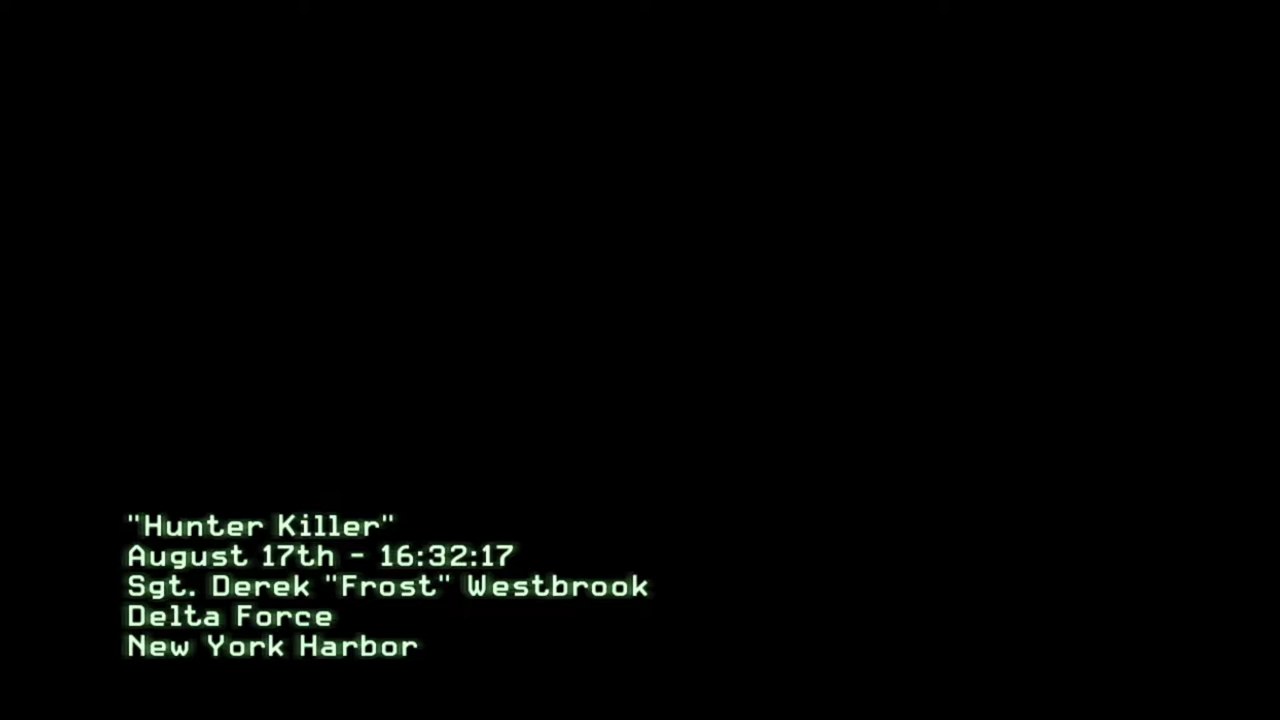 "Hunter Killer"
August 17th - 16:32:17
Sgt. Derek "Frost" Westbrook
Delta Force
New York Harbor